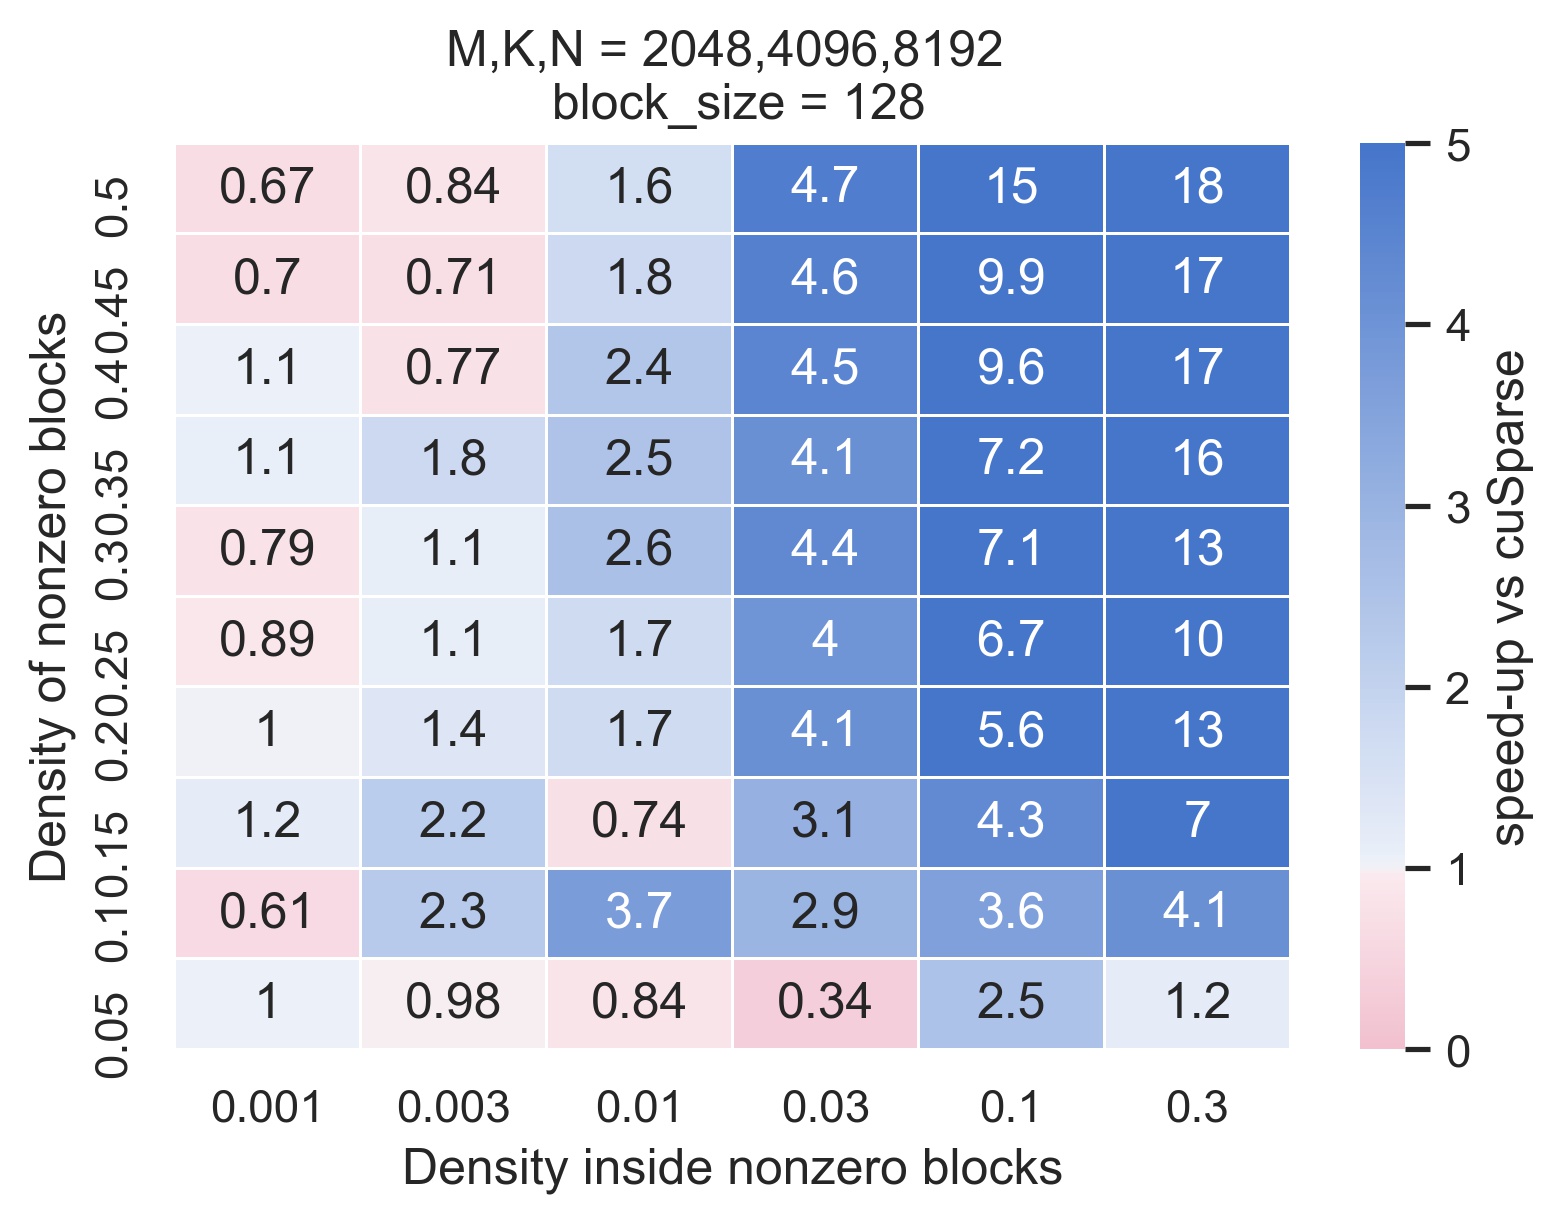 M,K,N = 2048,4096,8192
block_size = 128
Density of nonzero blocks
0.5 0.67 0.84 1.6 4.7 15 18
0.45 0.7 0.71 1.8 4.6 9.9 17
0.4 1.1 0.77 2.4 4.5 9.6 17
0.35 1.1 1.8 2.5 4.1 7.2 16
0.3 0.79 1.1 2.6 4.4 7.1 13
0.25 0.89 1.1 1.7 4 6.7 10
0.2 1 1.4 1.7 4.1 5.6 13
0.15 1.2 2.2 0.74 3.1 4.3 7
0.1 0.61 2.3 3.7 2.9 3.6 4.1
0.05 1 0.98 0.84 0.34 2.5 1.2
0.001 0.003 0.01 0.03 0.1 0.3
Density inside nonzero blocks
5
4
3
2
1
0
speed-up vs cuSparse